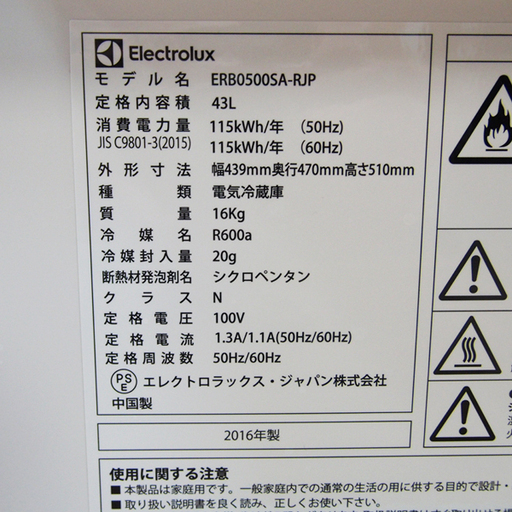 Electrolux
モデル名 ERB0500SA-RJP
定格内容積 43L
消費電力量 115kWh/年 (50Hz)
JIS C9801-3(2015) 115kWh/年 (60Hz)
外形寸法 幅439mm奥行470mm高さ510mm
種類 電気冷蔵庫
質量 16Kg
冷媒名 R600a
冷媒封入量 20g
断熱材発泡剤名 シクロペンタン
クラス N
定格電圧 100V
定格電流 1.3A/1.1A(50Hz/60Hz)
定格周波数 50Hz/60Hz
PSE エレクトロラックス・ジャパン株式会社
中国製
2016年製
使用に関する注意
■本製品は家庭用です。一般家庭内での通常の生活の用に供する目的で設計・
■取り扱い説明書を良く読み、正しくお使い下さい。